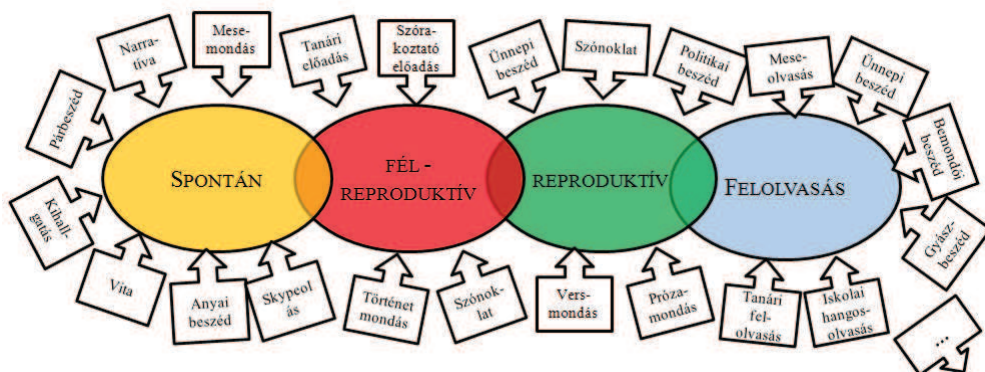 Narra-
tíva
Mese-
mondás
Tanári
előadás
Szóra-
koztató
előadás
Ünnepi
beszéd
Szónoklat
Politikai
beszéd
Mese-
olvasás
Ünnepi
beszéd
Párbeszéd
Bemondói
beszéd
SPONTÁN
FÉL -
REPRODUKTÍV
REPRODUKTÍV
FELOLVASÁS
Kihall-
gatás
Gyász-
beszéd
Vita
Anyai
beszéd
Skypeol
ás
Történet
mondás
Szónok-
lat
Vers-
mondás
Próza-
mondás
Tanári
fel-
olvasás
Iskolai
hangos-
olvasás
...